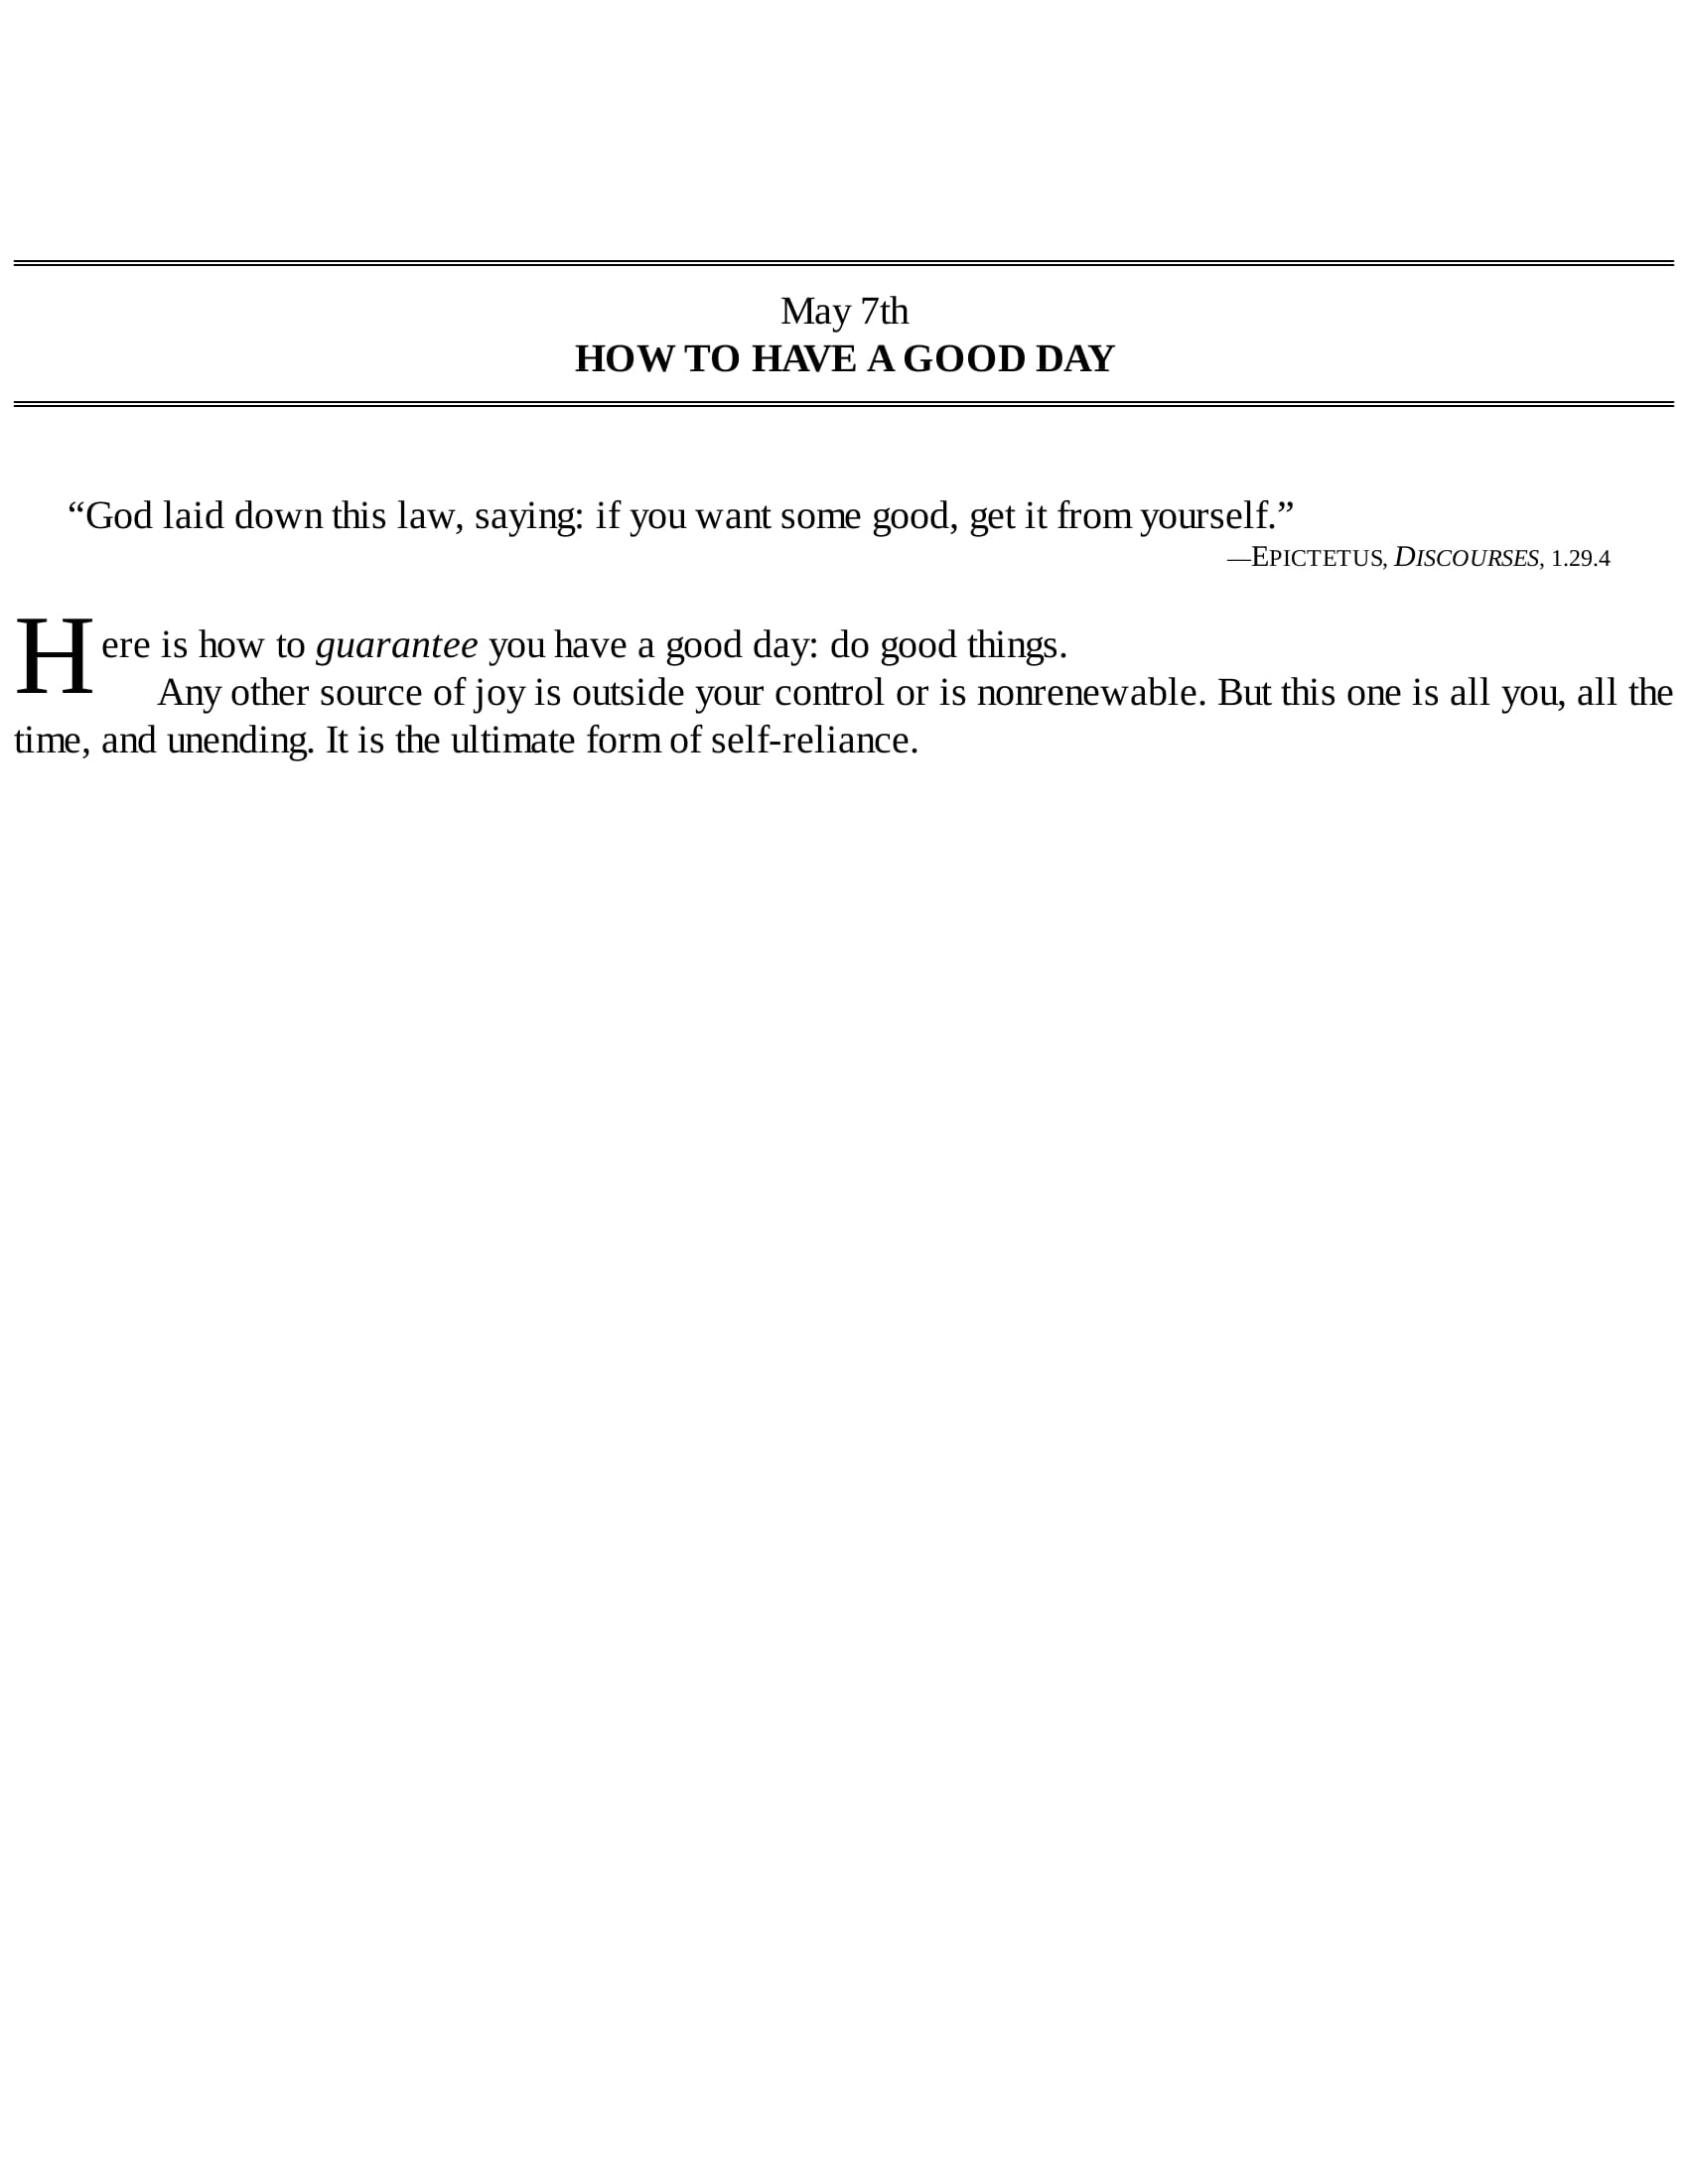 May 7th
HOW TO HAVE A GOOD DAY
“God laid down this law, saying: if you want some good, get it from yourself.”
—EPICTETUS, DISCOURSES, 1.29.4
Here is how to guarantee you have a good day: do good things.
Any other source of joy is outside your control or is nonrenewable. But this one is all you, all the
time, and unending. It is the ultimate form of self-reliance.